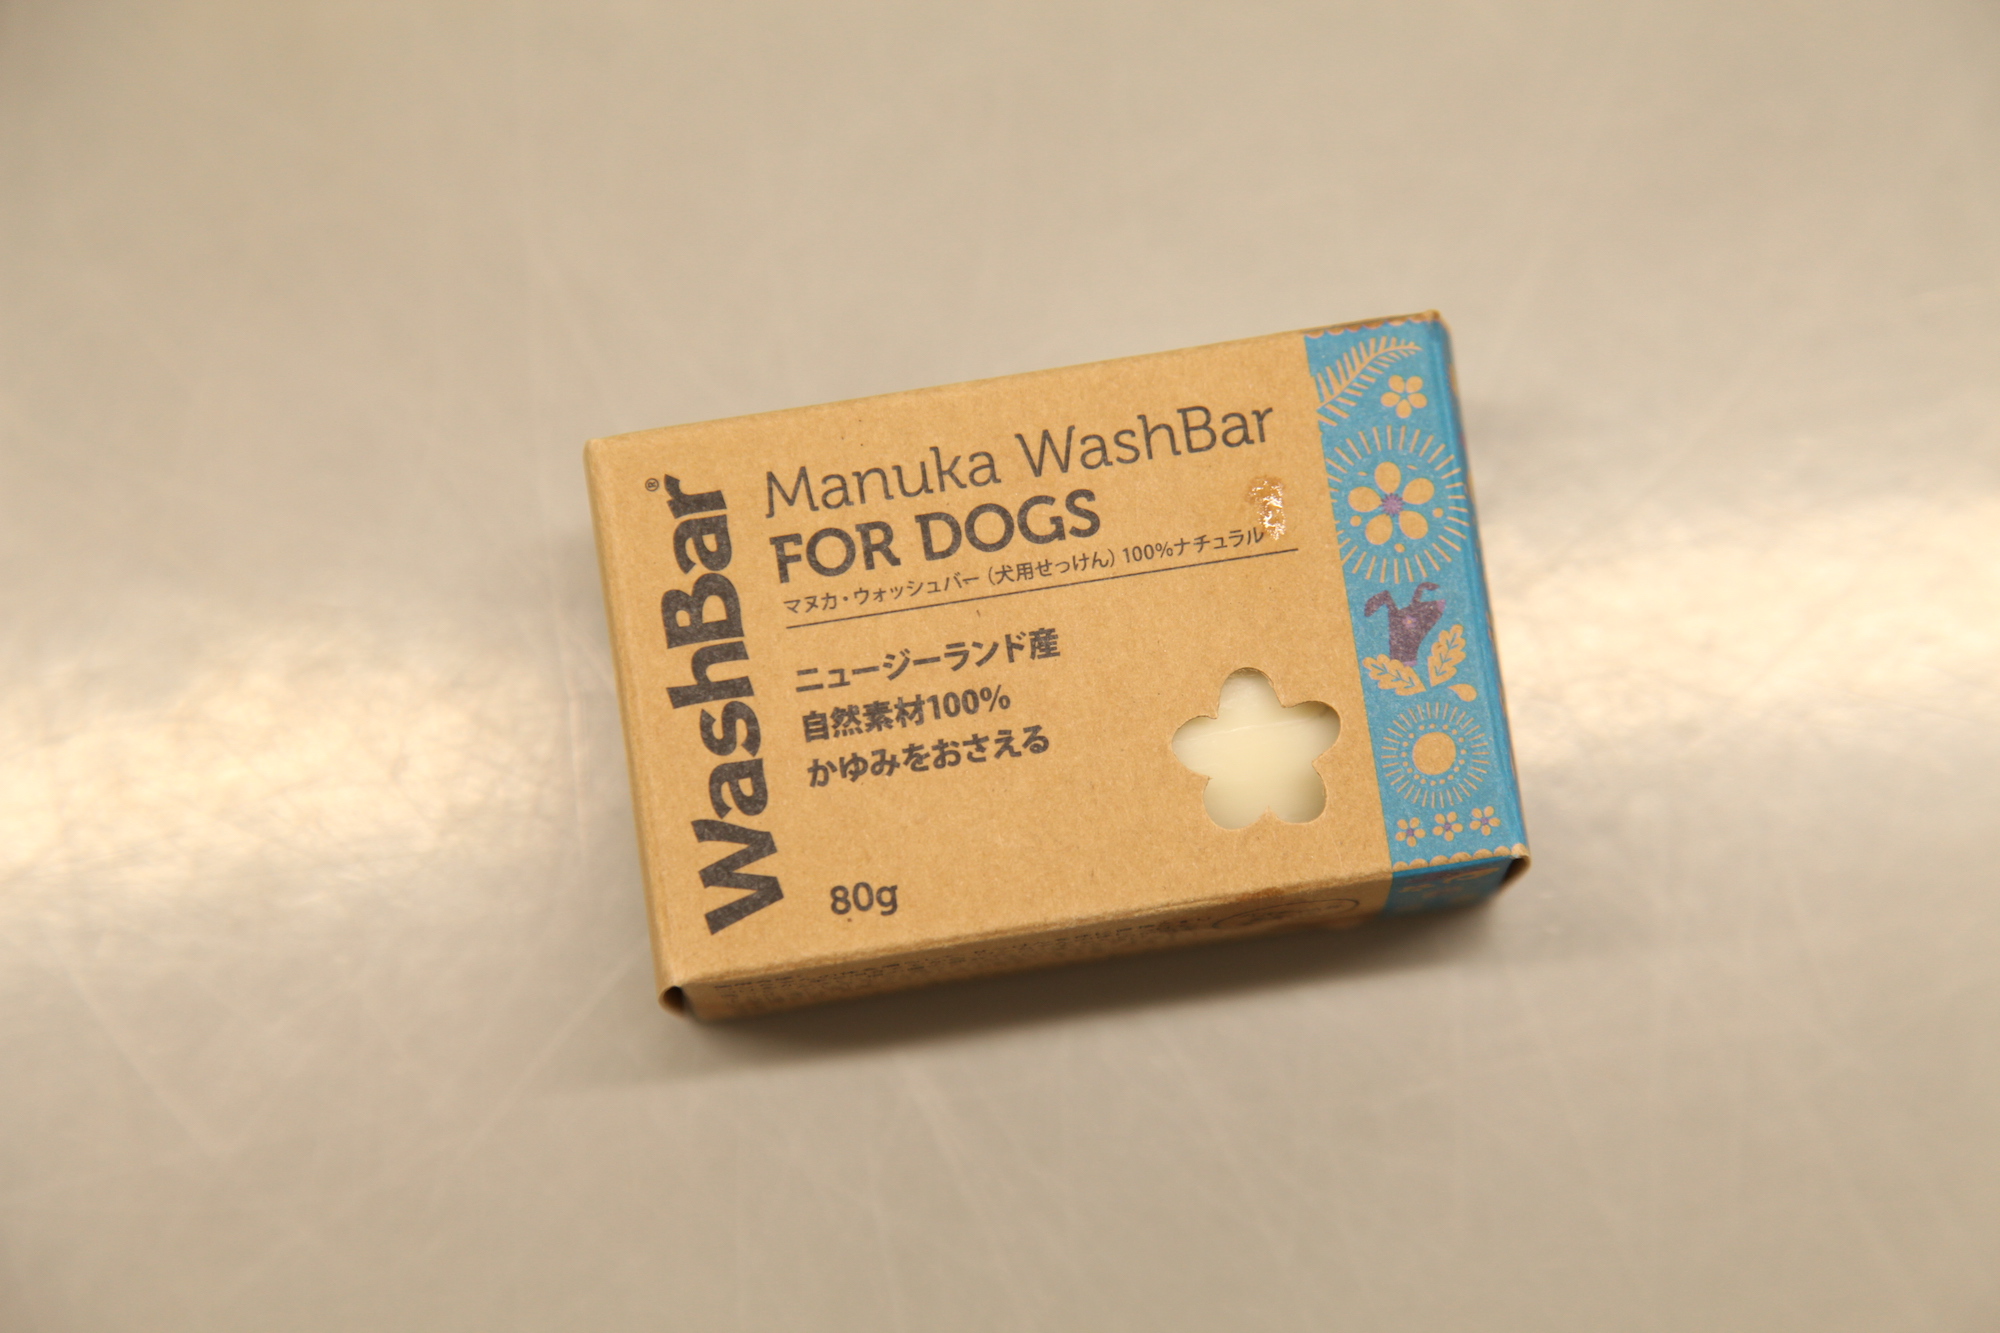 WashBar®
Manuka WashBar
FOR DOGS
マヌカ・ウォッシュバー（犬用せっけん）100%ナチュラル
ニュージーランド産
自然素材100%
かゆみをおさえる
80g